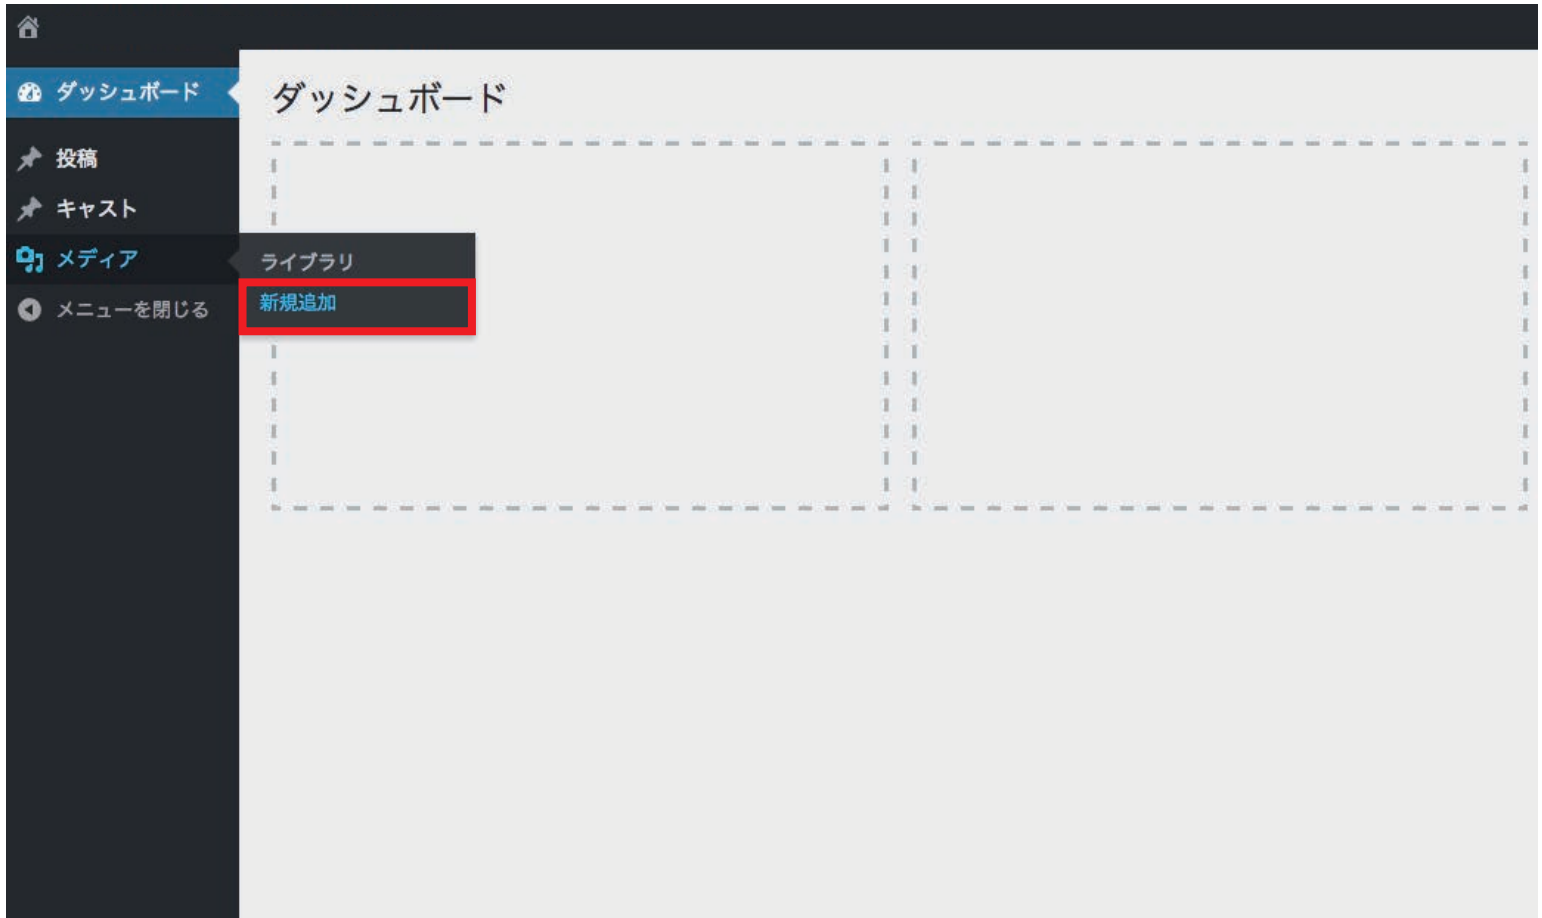 ダッシュボード
ダッシュボード
投稿
キャスト
メディア
ライブラリ
新規追加
メニューを閉じる